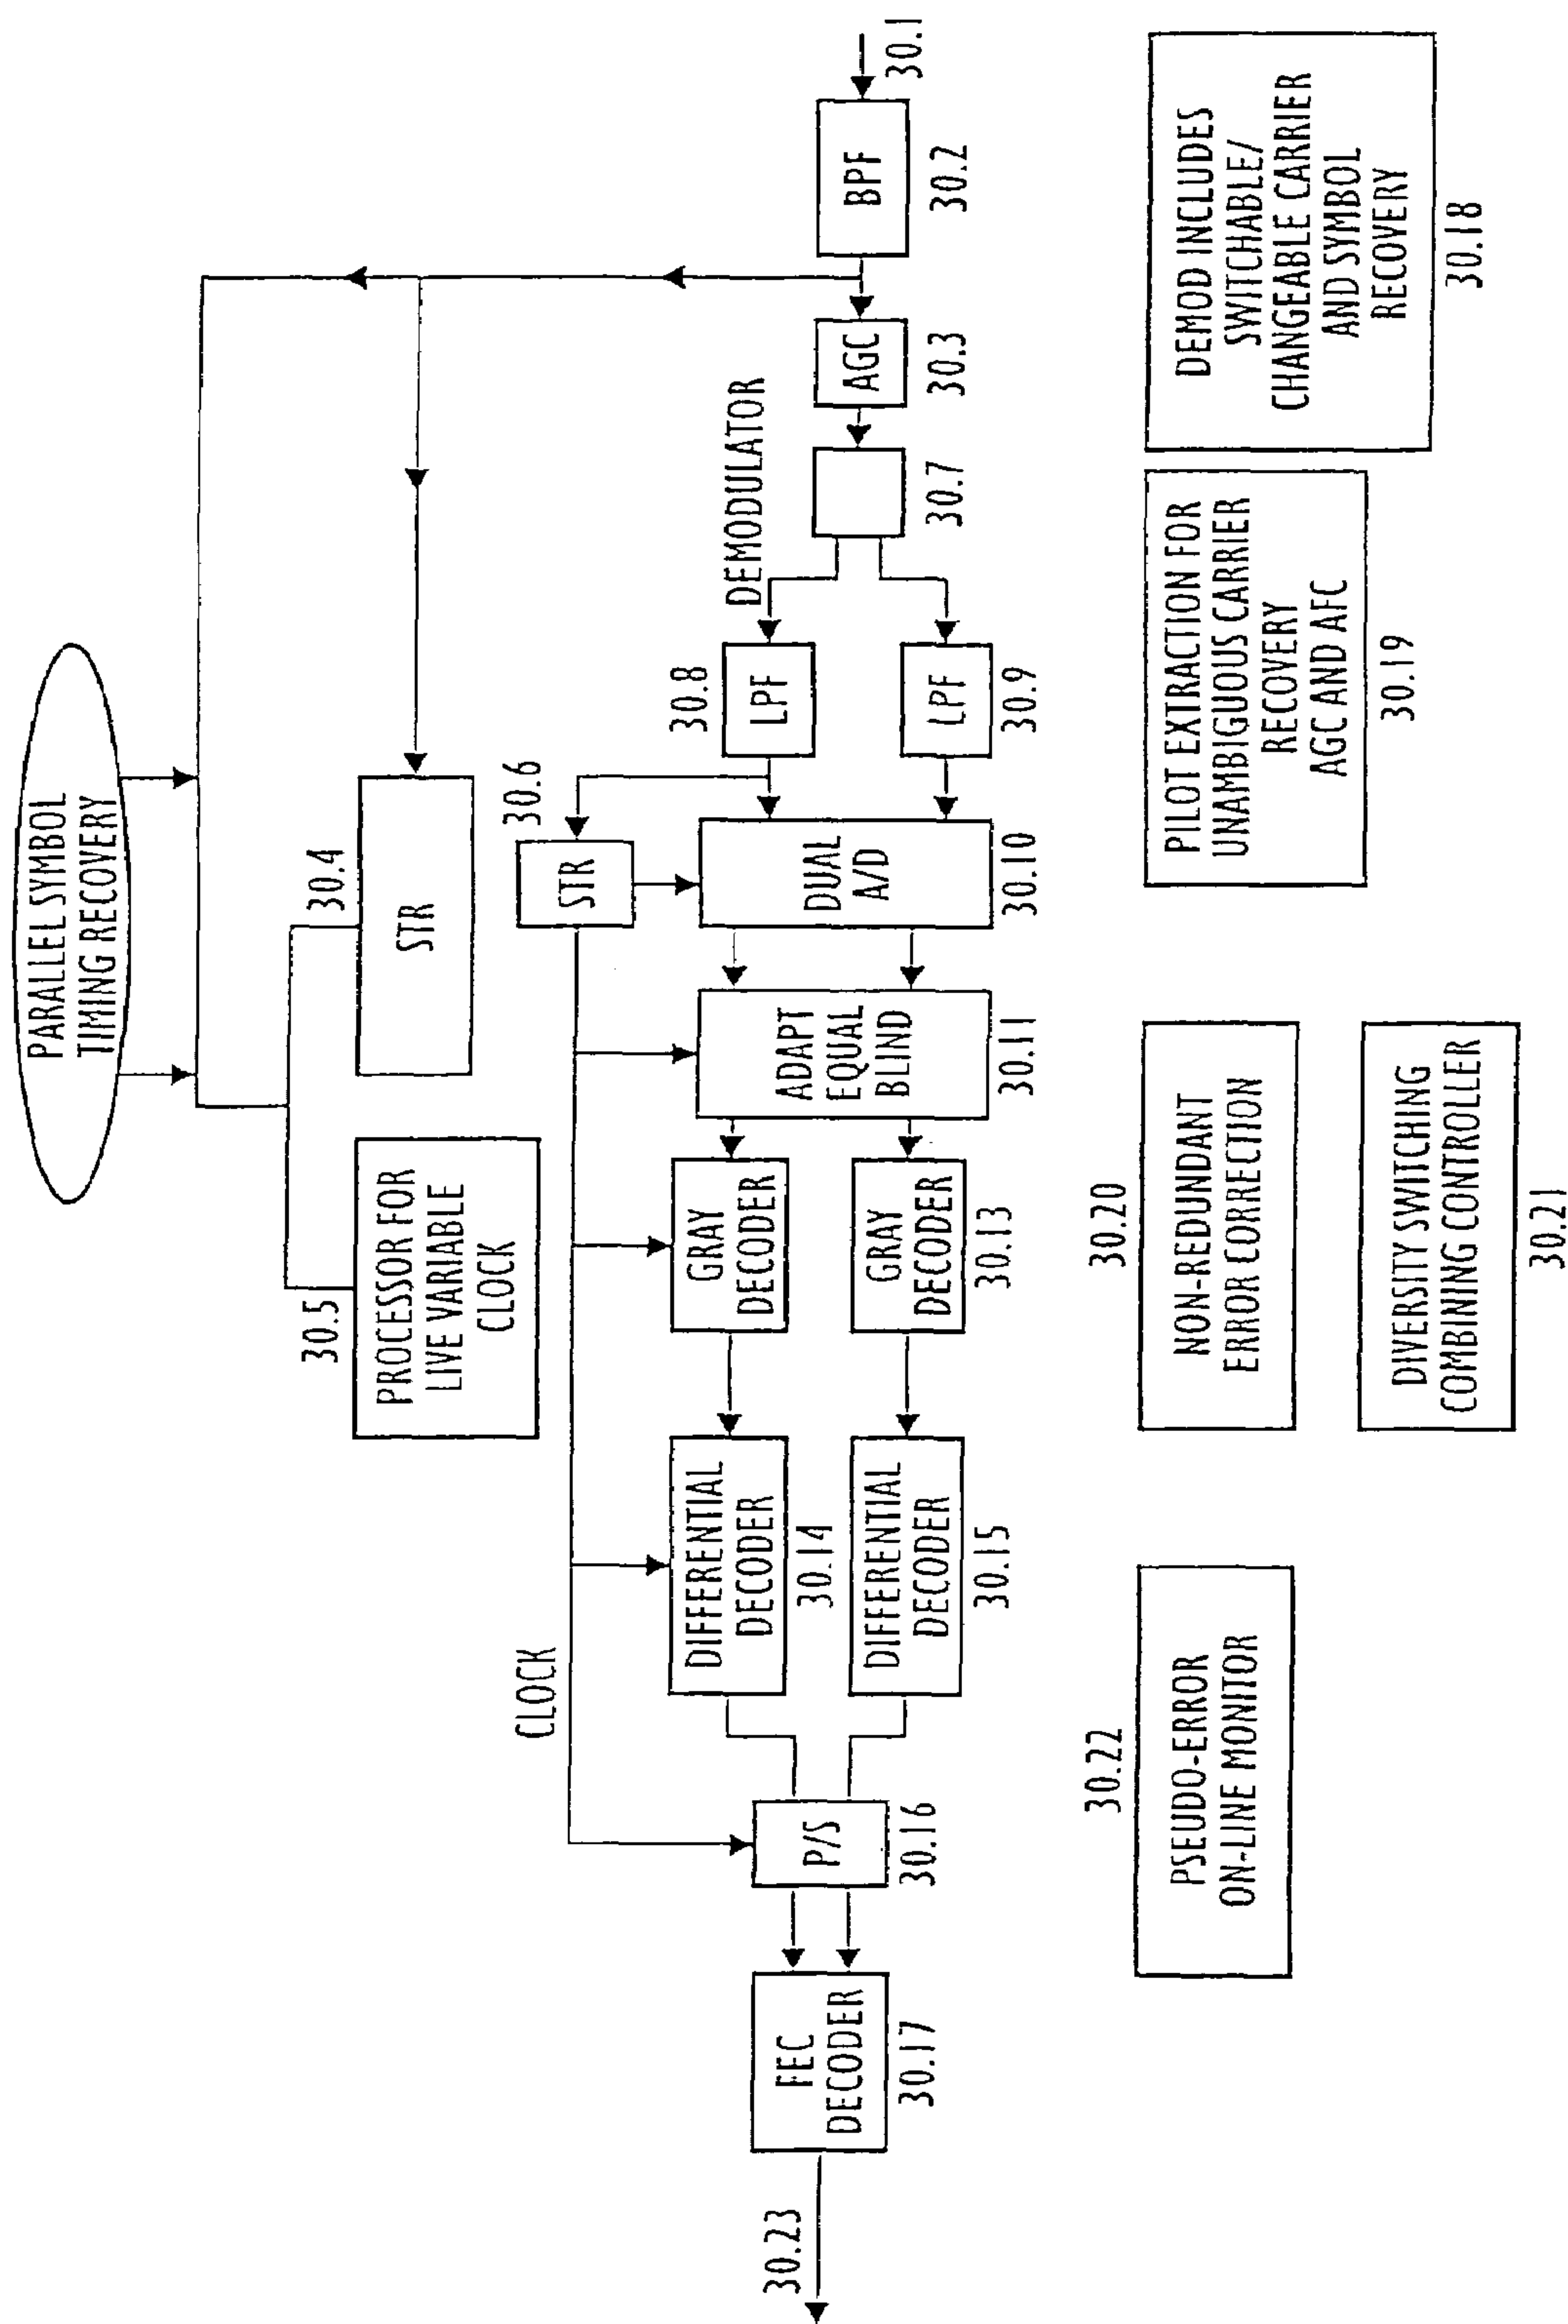 PARALLEL SYMBOL
TIMING RECOVERY
30.4
STR
30.5
PROCESSOR FOR
LIVE VARIABLE
CLOCK
30.1
BPF
30.2
AGC
30.3
DEMODULATOR
30.7
30.8
LPF
LPF
30.9
30.6
STR
DUAL
A/D
30.10
ADAPT
EQUAL
BLIND
30.11
GRAY
DECODER
GRAY
DECODER
30.13
DIFFERENTIAL
DECODER
30.14
DIFFERENTIAL
DECODER
30.15
CLOCK
P/S
30.16
FEC
DECODER
30.17
30.23
DEMOD INCLUDES
SWITCHABLE/
CHANGEABLE CARRIER
AND SYMBOL
RECOVERY
30.18
PILOT EXTRACTION FOR
UNAMBIGUOUS CARRIER
RECOVERY
AGC AND AFC
30.19
30.20
NON-REDUNDANT
ERROR CORRECTION
DIVERSITY SWITCHING
COMBINING CONTROLLER
30.21
30.22
PSEUDO-ERROR
ON-LINE MONITOR